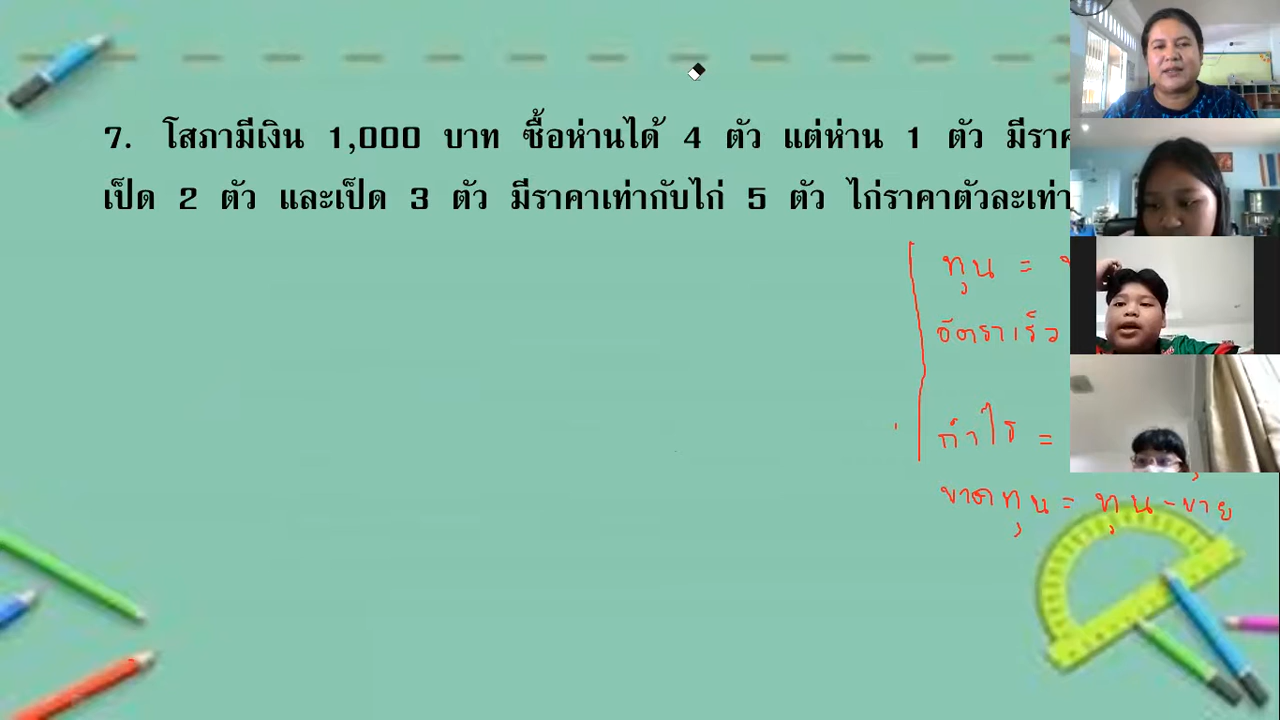 7. โสภามีเงิน 1,000 บาท ซื้อห่านได้ 4 ตัว แต่ห่าน 1 ตัว
เป็ด 2 ตัว และเป็ด 3 ตัว มีราคาเท่ากับไก่ 5 ตัว ไก่ราคาตัวละเท่า
ทุน =
อัตราเร็ว
กำไร =
ขาดทุน = ทุน - ขาย